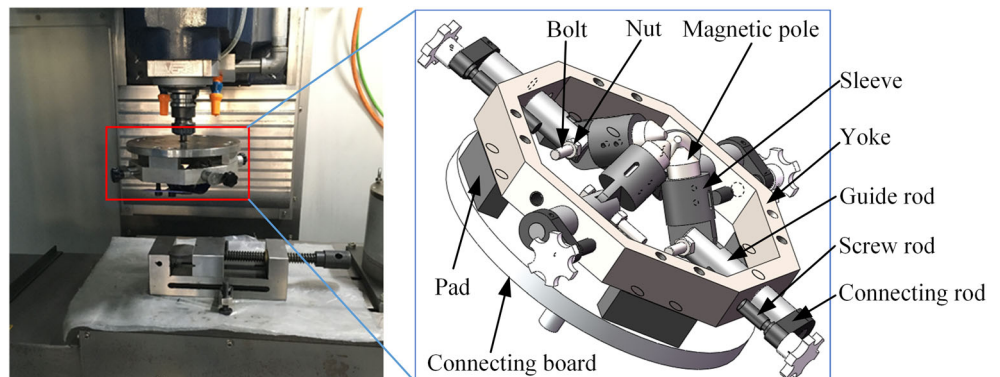 Bolt
Nut
Magnetic pole
Sleeve
Yoke
Guide rod
Screw rod
Connecting rod
Pad
Connecting board